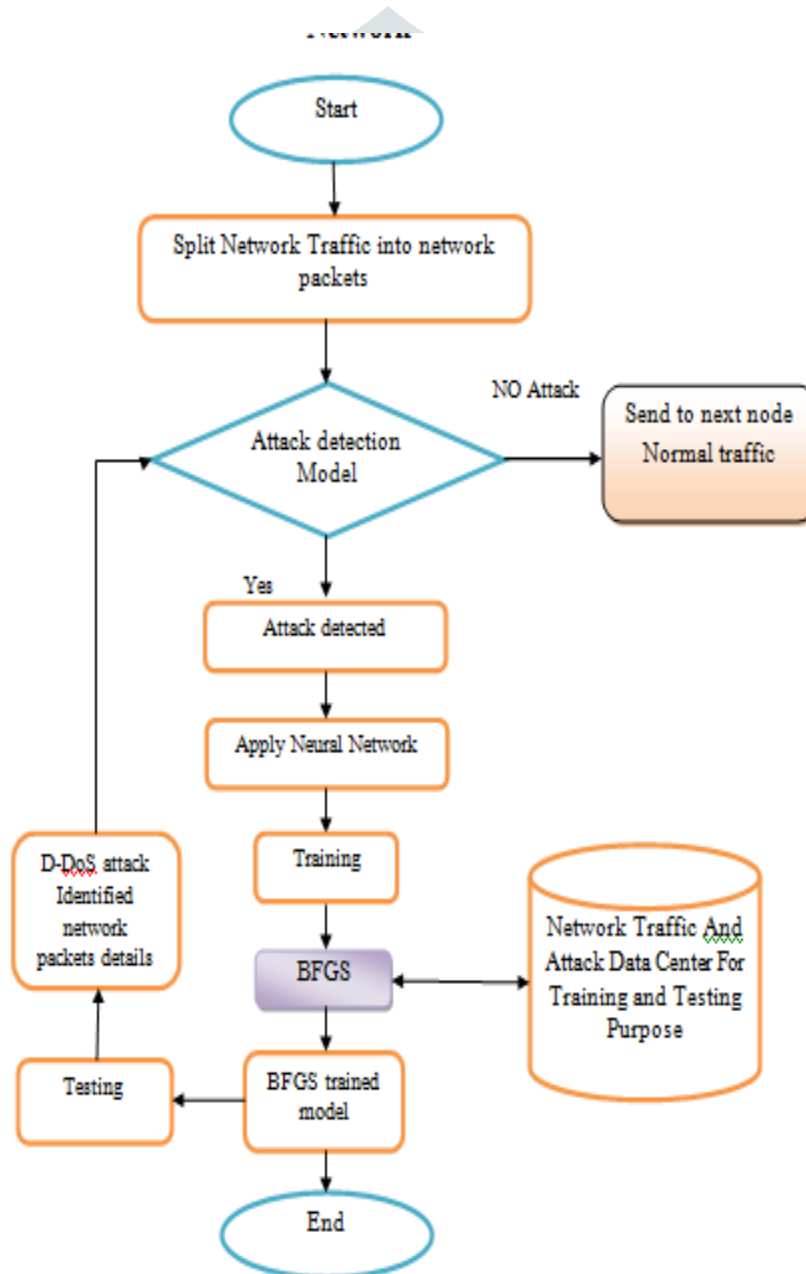 Network
Start
Split Network Traffic into network
packets
NO Attack
Attack detection
Model
Send to next node
Normal traffic
Yes
Attack detected
Apply Neural Network
Training
D-DoS attack
Identified
network
packets details
Network Traffic And
Attack Data Center For
Training and Testing
Purpose
BFGS
Testing
BFGS trained
model
End